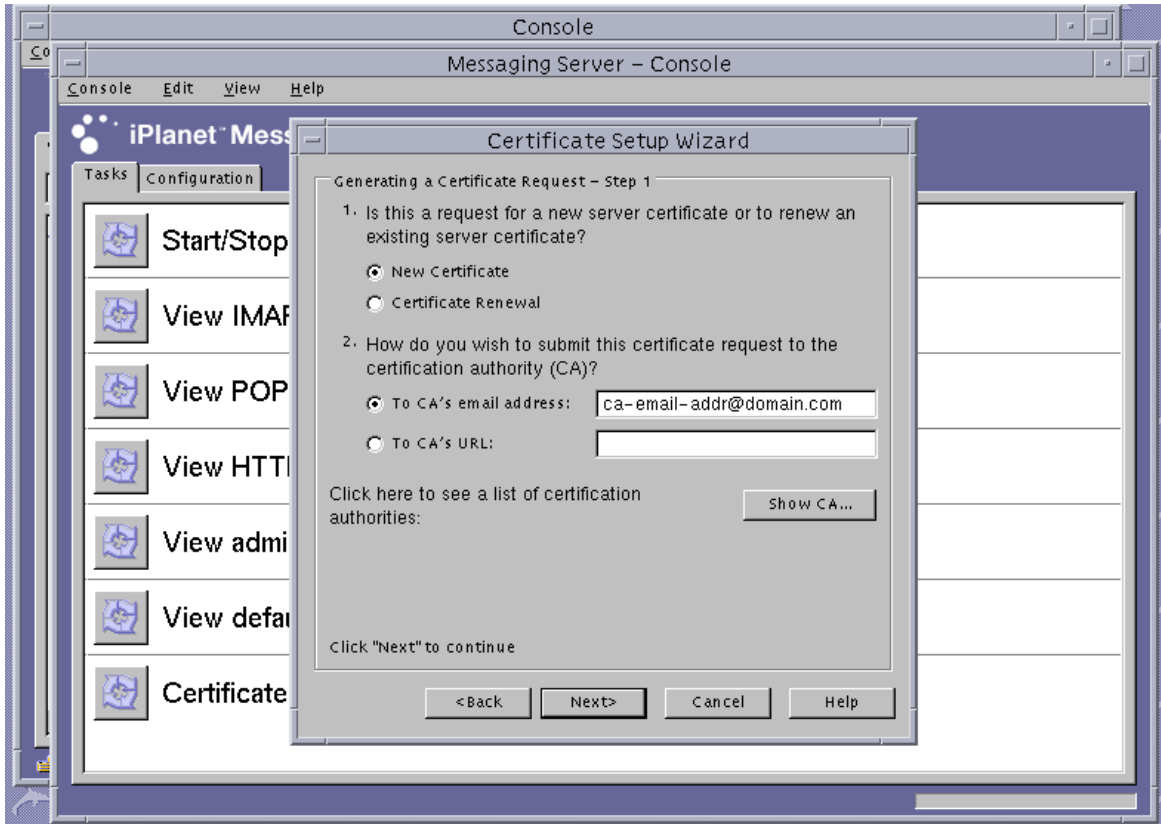 Console
Co
Messaging Server – Console
Console Edit View Help
iPlanet™ Mess
Certificate Setup Wizard
Tasks Configuration
Generating a Certificate Request – Step 1
1. Is this a request for a new server certificate or to renew an
existing server certificate?
New Certificate
Certificate Renewal
2. How do you wish to submit this certificate request to the
certification authority (CA)?
To CA's email address: ca-email-addr@domain.com
To CA's URL:
Click here to see a list of certification
authorities:
Show CA...
Click "Next" to continue
<Back Next> Cancel Help
Start/Stop
View IMAP
View POP
View HTTP
View admi
View defau
Certificate